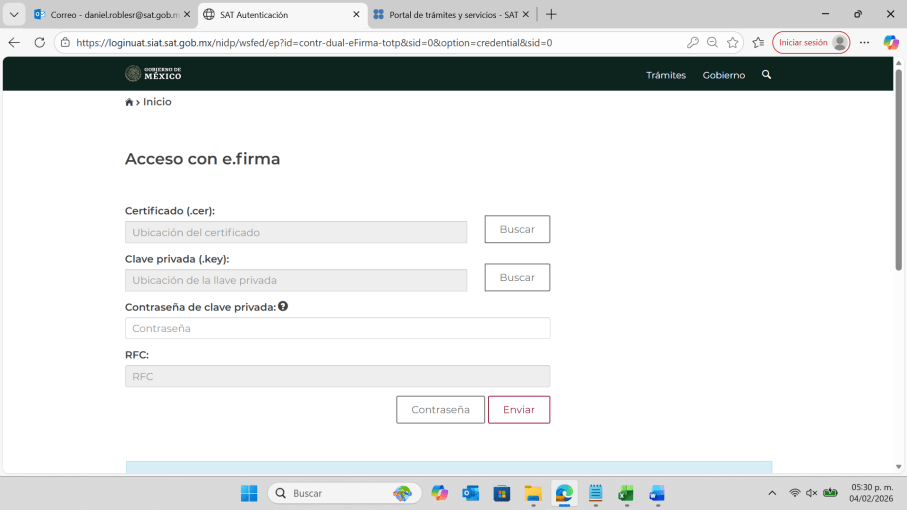 Correo - daniel.roblesr@sat.gob.m
SAT Autenticación
Portal de trámites y servicios - SAT
https://loginuat.siat.sat.gob.mx/nidp/wsfed/ep?id=contr-dual-eFirma-totp&sid=0&option=credential&sid=0
Iniciar sesión
GOBIERNO DE
MÉXICO
Trámites
Gobierno
> Inicio
Acceso con e.firma
Certificado (.cer):
Ubicación del certificado
Buscar
Clave privada (.key):
Ubicación de la llave privada
Buscar
Contraseña de clave privada:
Contraseña
RFC:
RFC
Contraseña
Enviar
Buscar
05:30 p. m.
04/02/2026